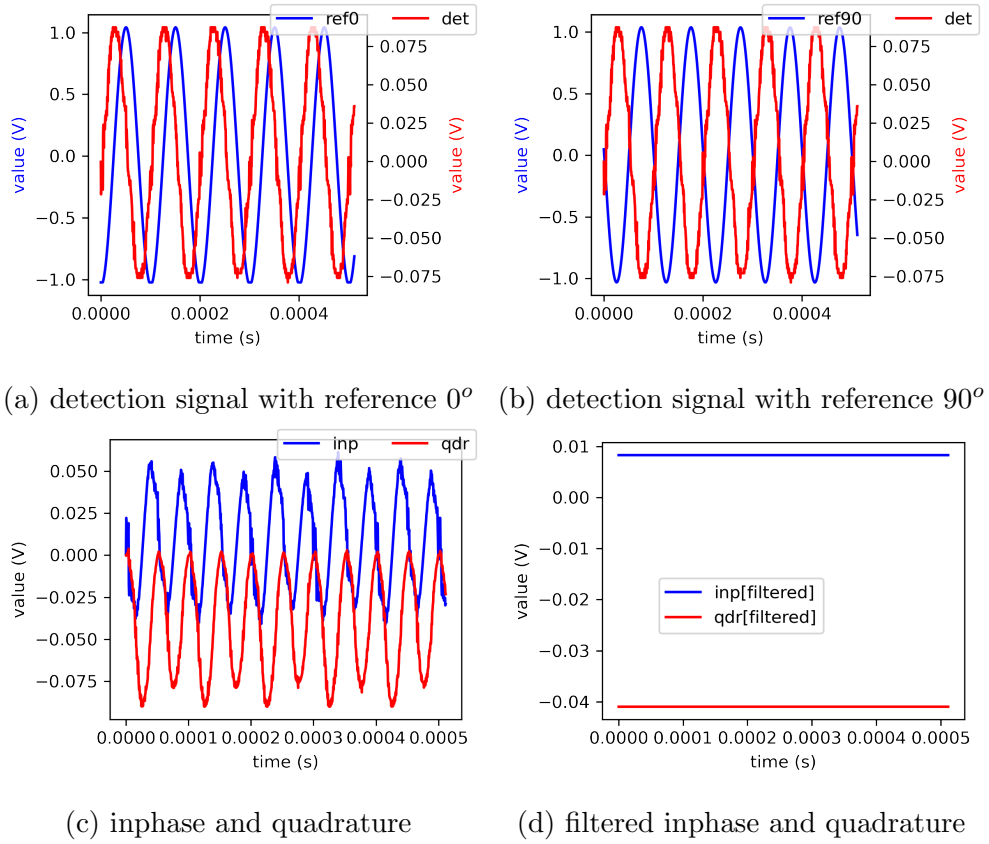 ref0 det
ref90 det
1.0
0.5
0.0
−0.5
−1.0
value (V)
0.075
0.050
0.025
0.000
−0.025
−0.050
−0.075
value (V)
0.0000 0.0002 0.0004
time (s)
1.0
0.5
0.0
−0.5
−1.0
value (V)
0.075
0.050
0.025
0.000
−0.025
−0.050
−0.075
value (V)
0.0000 0.0002 0.0004
time (s)
(a) detection signal with reference 0o
(b) detection signal with reference 90o
inp qdr
0.050
0.025
0.000
−0.025
−0.050
−0.075
value (V)
0.0000 0.0001 0.0002 0.0003 0.0004 0.0005
time (s)
0.01
0.00
−0.01
−0.02
−0.03
−0.04
value (V)
inp[filtered]
qdr[filtered]
0.0000 0.0001 0.0002 0.0003 0.0004 0.0005
time (s)
(c) inphase and quadrature
(d) filtered inphase and quadrature